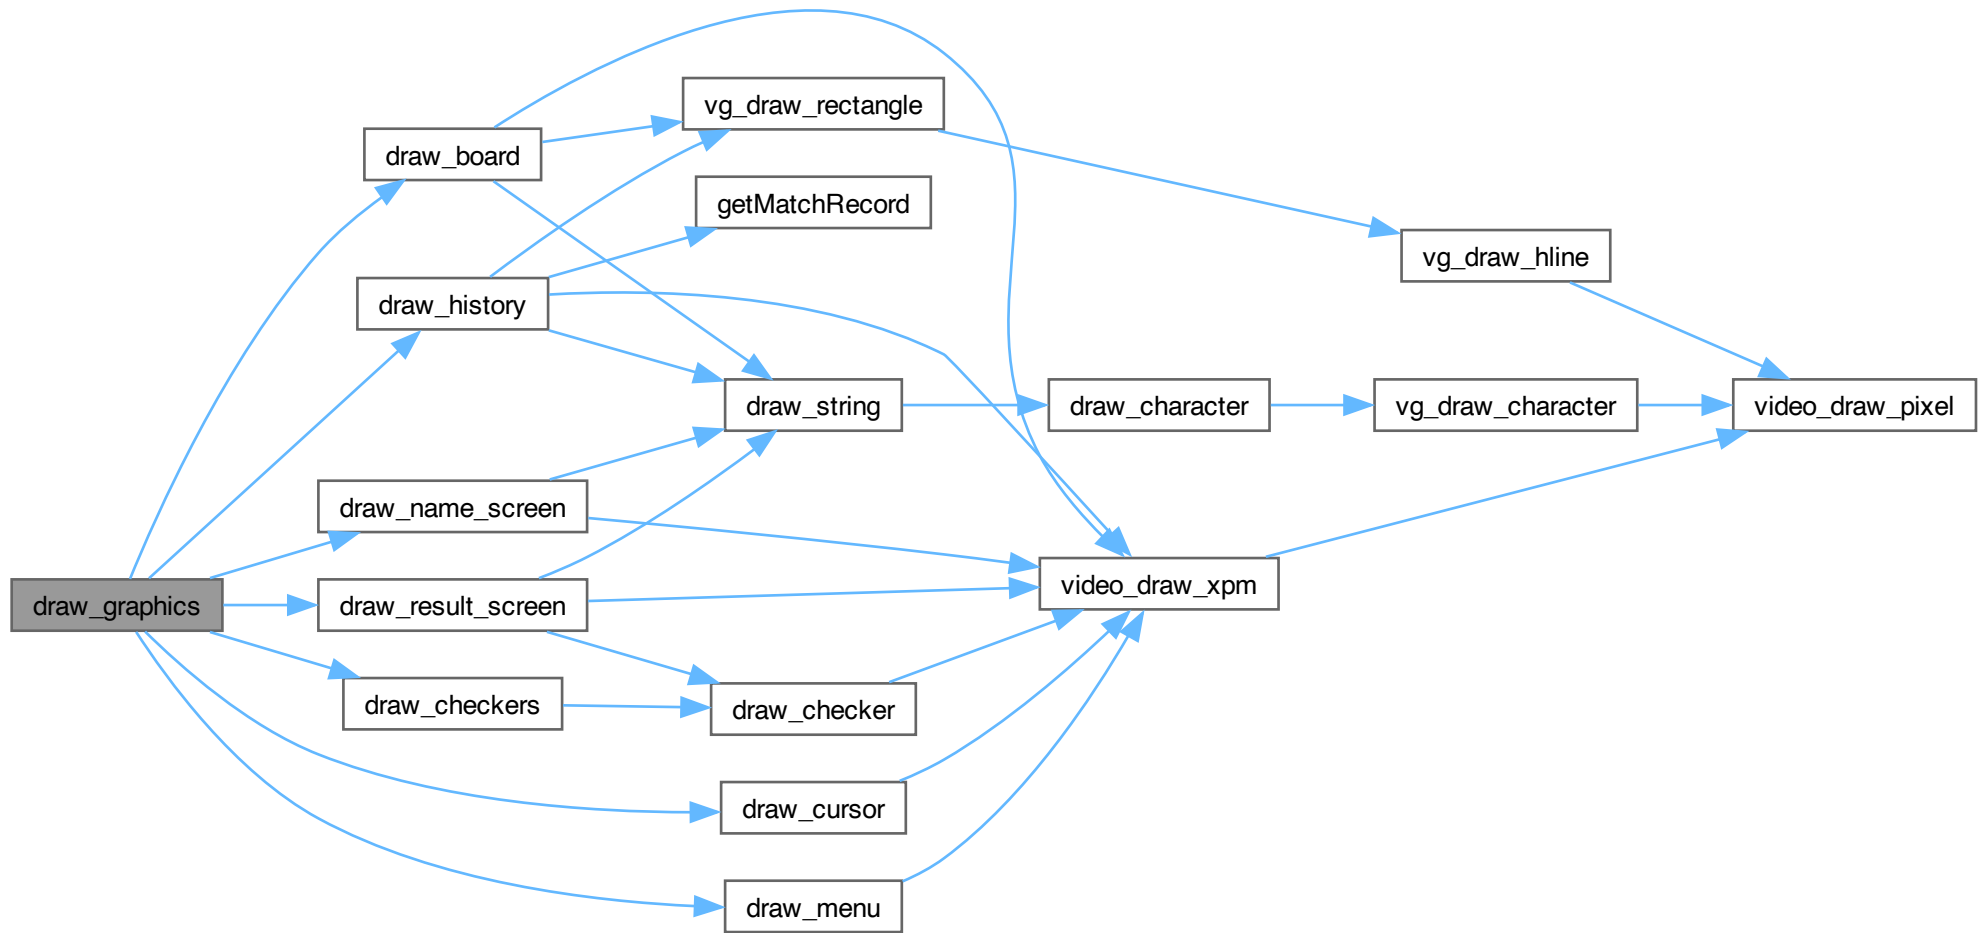 draw_graphics
draw_board
draw_history
draw_name_screen
draw_result_screen
draw_checkers
vg_draw_rectangle
getMatchRecord
draw_string
draw_checker
draw_cursor
draw_menu
draw_character
video_draw_xpm
vg_draw_hline
vg_draw_character
video_draw_pixel